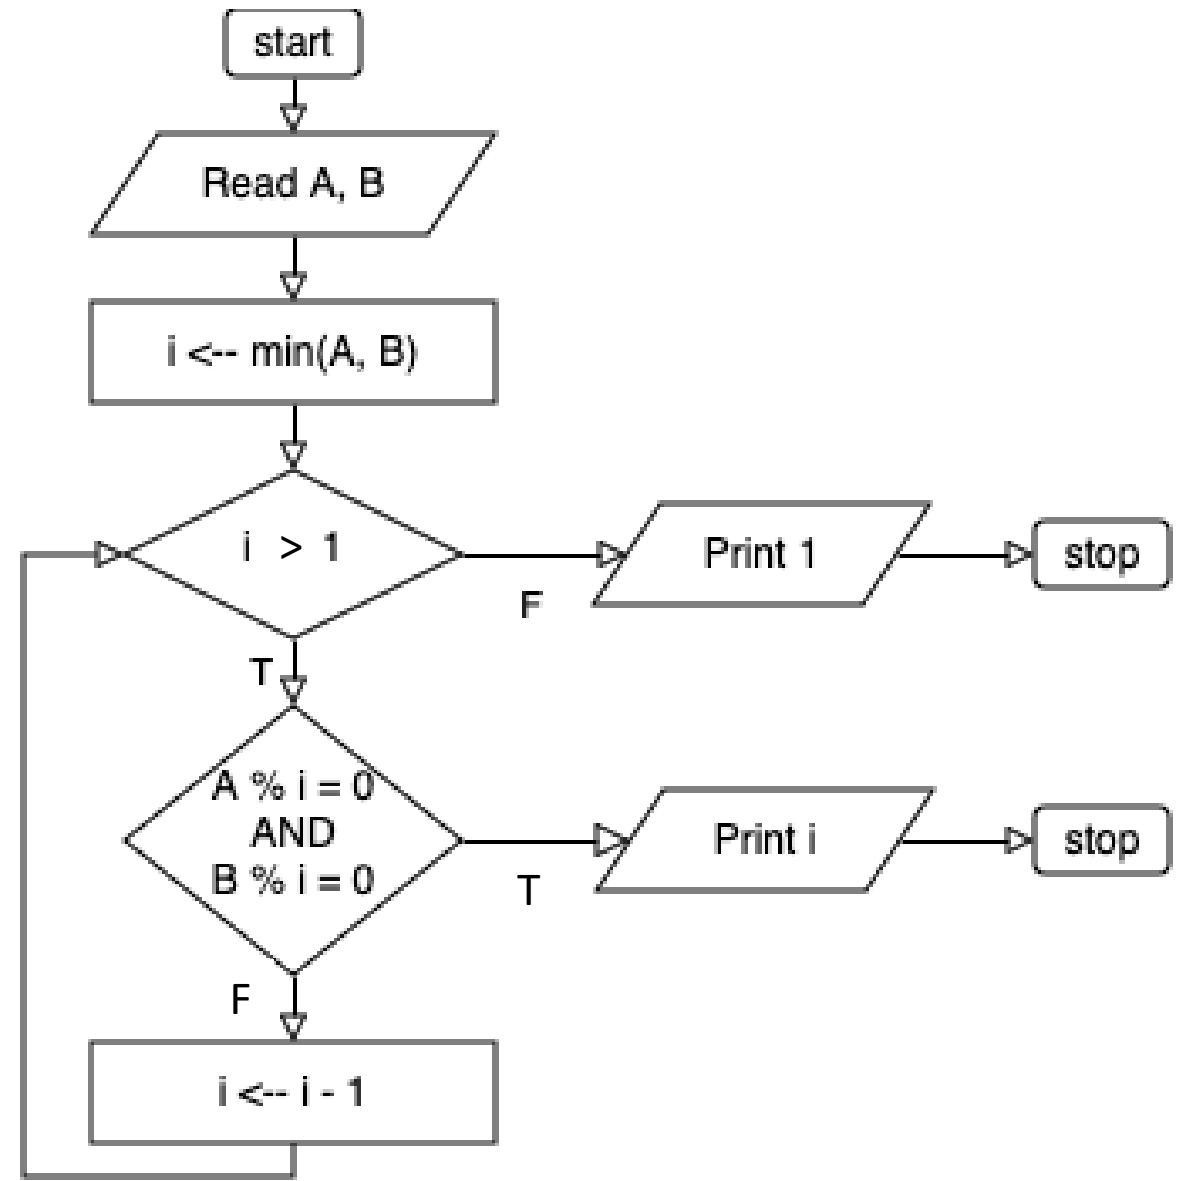 start
Read A, B
i <-- min(A, B)
i > 1
F
Print 1
stop
T
A % i = 0
AND
B % i = 0
T
Print i
stop
F
i <-- i - 1